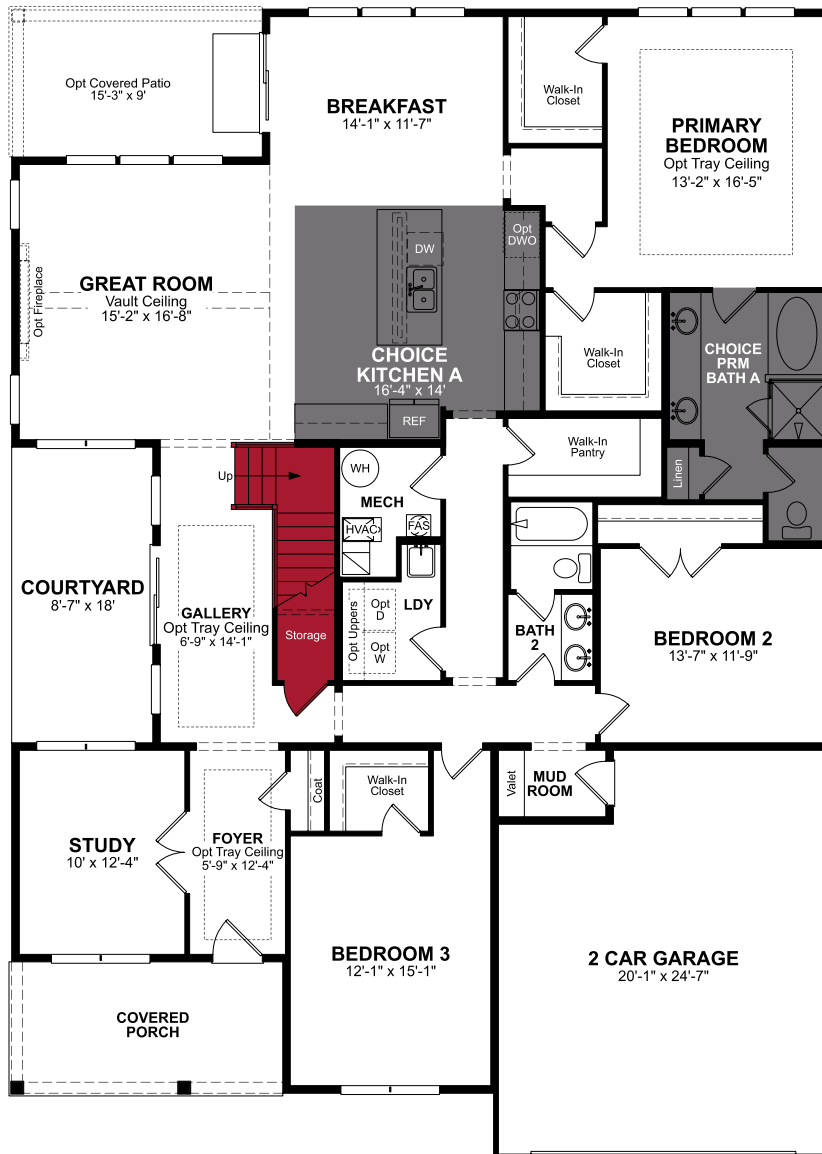 Opt Covered Patio
15'-3" x 9'
BREAKFAST
14'-1" x 11'-7"
Walk-In
Closet
PRIMARY
BEDROOM
Opt Tray Ceiling
13'-2" x 16'-5"
GREAT ROOM
Vault Ceiling
15'-2" x 16'-8"
Opt Fireplace
DW
Opt
DWO
CHOICE
KITCHEN A
16'-4" x 14'
REF
Walk-In
Closet
CHOICE
PRM
BATH A
Walk-In
Pantry
Linen
Up
WH
MECH
HVAC
FAS
COURTYARD
8'-7" x 18'
GALLERY
Opt Tray Ceiling
6'-9" x 14'-1"
Storage
Opt Uppers
Opt
D
Opt
W
LDY
BATH
2
BEDROOM 2
13'-7" x 11'-9"
STUDY
10' x 12'-4"
FOYER
Opt Tray Ceiling
5'-9" x 12'-4"
Coat
Walk-In
Closet
Valet
MUD
ROOM
BEDROOM 3
12'-1" x 15'-1"
2 CAR GARAGE
20'-1" x 24'-7"
COVERED
PORCH